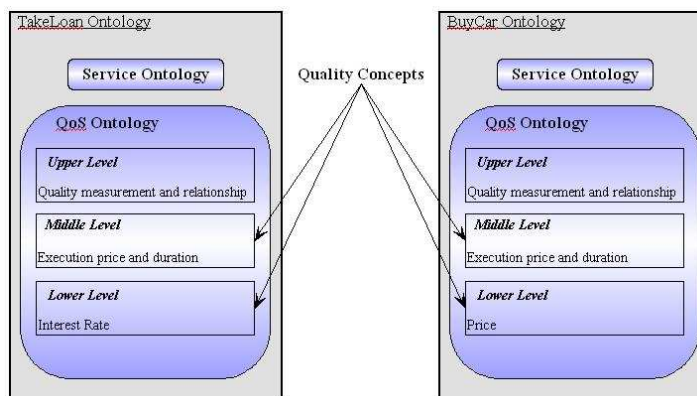 TakeLoan Ontology
Service Ontology
QoS Ontology
Upper Level
Quality measurement and relationship
Middle Level
Execution price and duration
Lower Level
Interest Rate
Quality Concepts
BuyCar Ontology
Service Ontology
QoS Ontology
Upper Level
Quality measurement and relationship
Middle Level
Execution price and duration
Lower Level
Price